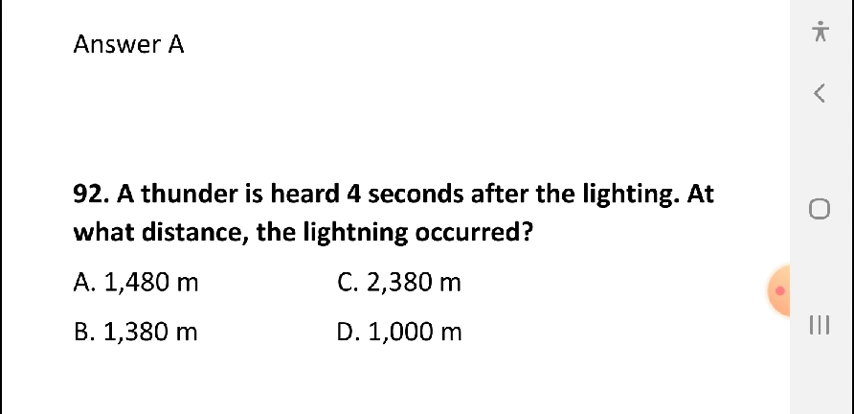 Answer A
92. A thunder is heard 4 seconds after the lighting. At
what distance, the lightning occurred?
A. 1,480 m C. 2,380 m
B. 1,380 m D. 1,000 m